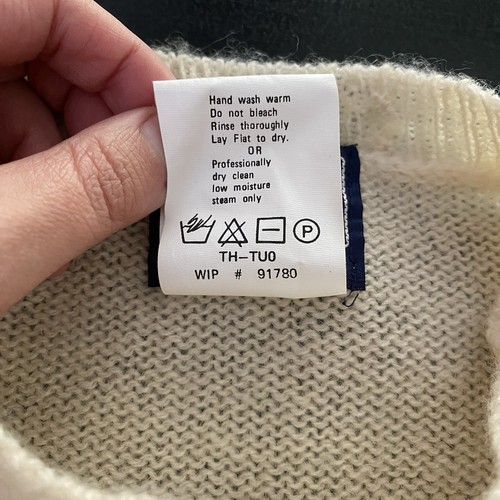 Hand wash warm
Do not bleach
Rinse thoroughly
Lay Flat to dry.
OR
Professionally
dry clean
low moisture
steam only
P
TH-TUO
WIP # 91780